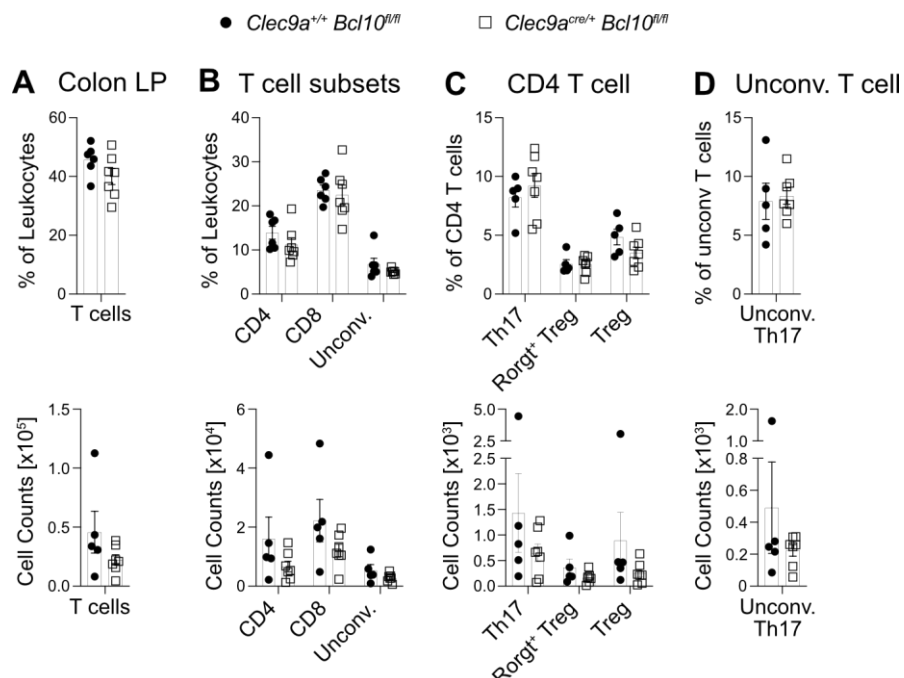 Clec9a+/+ Bcl10fl/fl Clec9acre/+ Bcl10fl/fl
A Colon LP B T cell subsets C CD4 T cell D Unconv. T cell
% of Leukocytes
60
40
20
0
T cells
% of Leukocytes
40
30
20
10
0
CD4
CD8
Unconv.
% of CD4 T cells
15
10
5
0
Th17
Rorgt+ Treg
Treg
% of unconv T cells
15
10
5
0
Unconv.
Th17
Cell Counts [x10⁵]
1.5
1.0
0.5
0.0
T cells
Cell Counts [x10⁴]
6
4
2
0
CD4
CD8
Unconv.
Cell Counts [x10³]
5.0
2.5
2.5
2.0
1.5
1.0
0.5
0.0
Th17
Rorgt+ Treg
Treg
Cell Counts [x10³]
2.0
1.0
0.8
0.6
0.4
0.2
0.0
Unconv.
Th17